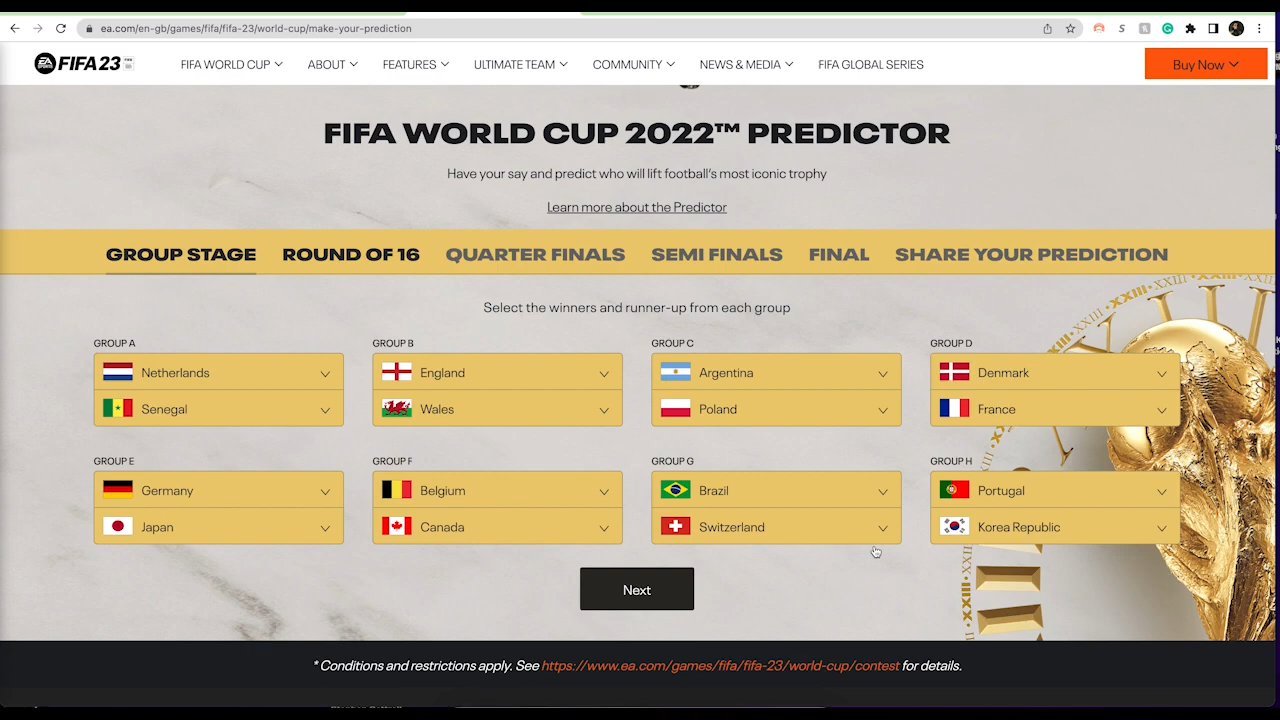 ea.com/en-gb/games/fifa/fifa-23/world-cup/make-your-prediction
EA SPORTS FIFA 23 FIFA WORLD CUP ABOUT FEATURES ULTIMATE TEAM COMMUNITY NEWS & MEDIA FIFA GLOBAL SERIES Buy Now
FIFA WORLD CUP 2022™ PREDICTOR
Have your say and predict who will lift football's most iconic trophy
Learn more about the Predictor
GROUP STAGE ROUND OF 16 QUARTER FINALS SEMI FINALS FINAL SHARE YOUR PREDICTION
Select the winners and runner-up from each group
GROUP A GROUP B GROUP C GROUP D
Netherlands England Argentina Denmark
Senegal Wales Poland France
GROUP E GROUP F GROUP G GROUP H
Germany Belgium Brazil Portugal
Japan Canada Switzerland Korea Republic
Next
* Conditions and restrictions apply. See https://www.ea.com/games/fifa/fifa-23/world-cup/contest for details.